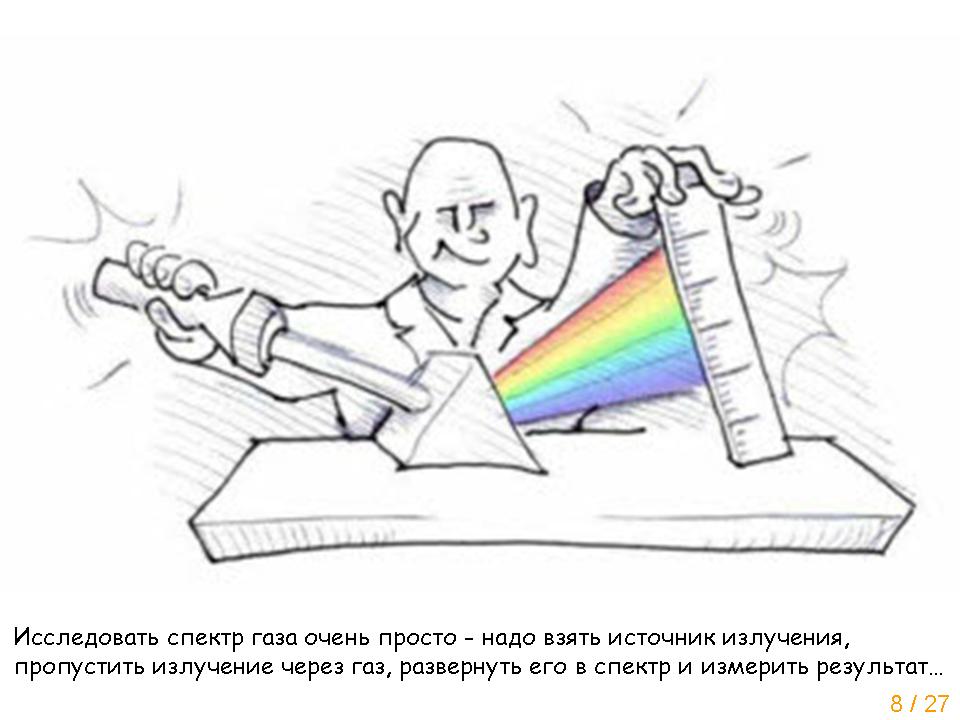 Исследовать спектр газа очень просто - надо взять источник излучения,
пропустить излучение через газ, развернуть его в спектр и измерить результат...
8 / 27